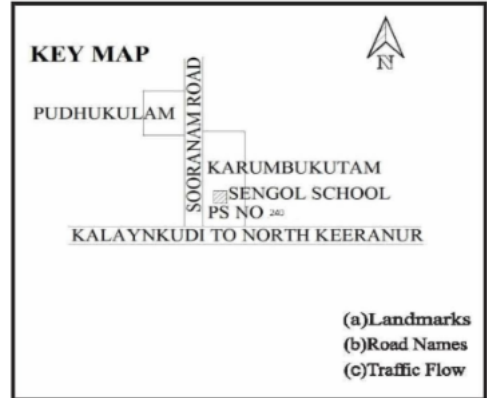 KEY MAP
N
PUDHUKULAM
SOORANAM ROAD
KARUMBUKUTAM
SENGOL SCHOOL
PS NO 240
KALAYNKUDI TO NORTH KEERANUR
(a)Landmarks
(b)Road Names
(c)Traffic Flow